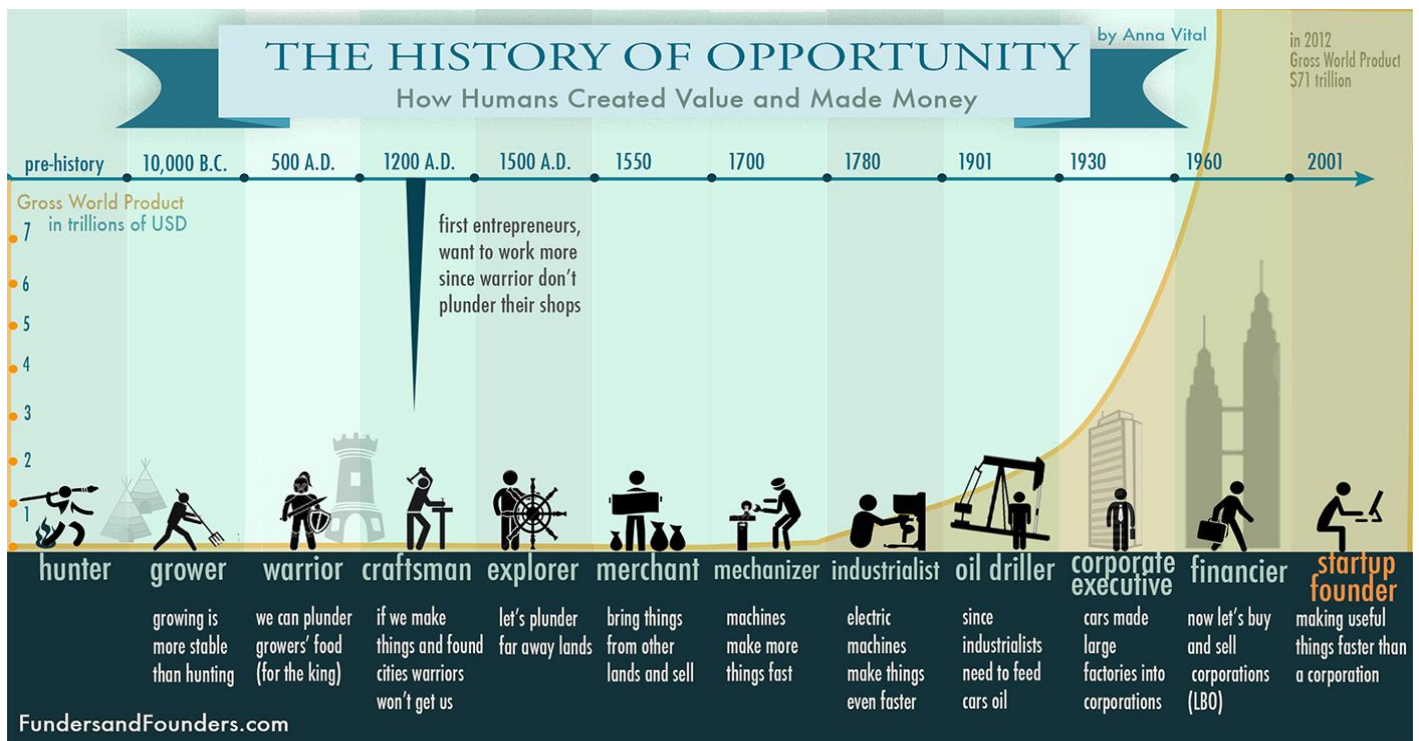 THE HISTORY OF OPPORTUNITY
How Humans Created Value and Made Money
by Anna Vital
in 2012
Gross World Product
$71 trillion
pre-history
10,000 B.C.
500 A.D.
1200 A.D.
1500 A.D.
1550
1700
1780
1901
1930
1960
2001
Gross World Product
in trillions of USD
7
6
5
4
3
2
1
first entrepreneurs,
want to work more
since warrior don't
plunder their shops
hunter
grower
growing is
more stable
than hunting
warrior
we can plunder
growers' food
(for the king)
craftsman
if we make
things and found
cities warriors
won't get us
explorer
let's plunder
far away lands
merchant
bring things
from other
lands and sell
mechanizer
machines
make more
things fast
industrialist
electric
machines
make things
even faster
oil driller
since
industrialists
need to feed
cars oil
corporate
executive
cars made
large
factories into
corporations
financier
now let's buy
and sell
corporations
(LBO)
startup
founder
making useful
things faster than
a corporation
FundersandFounders.com